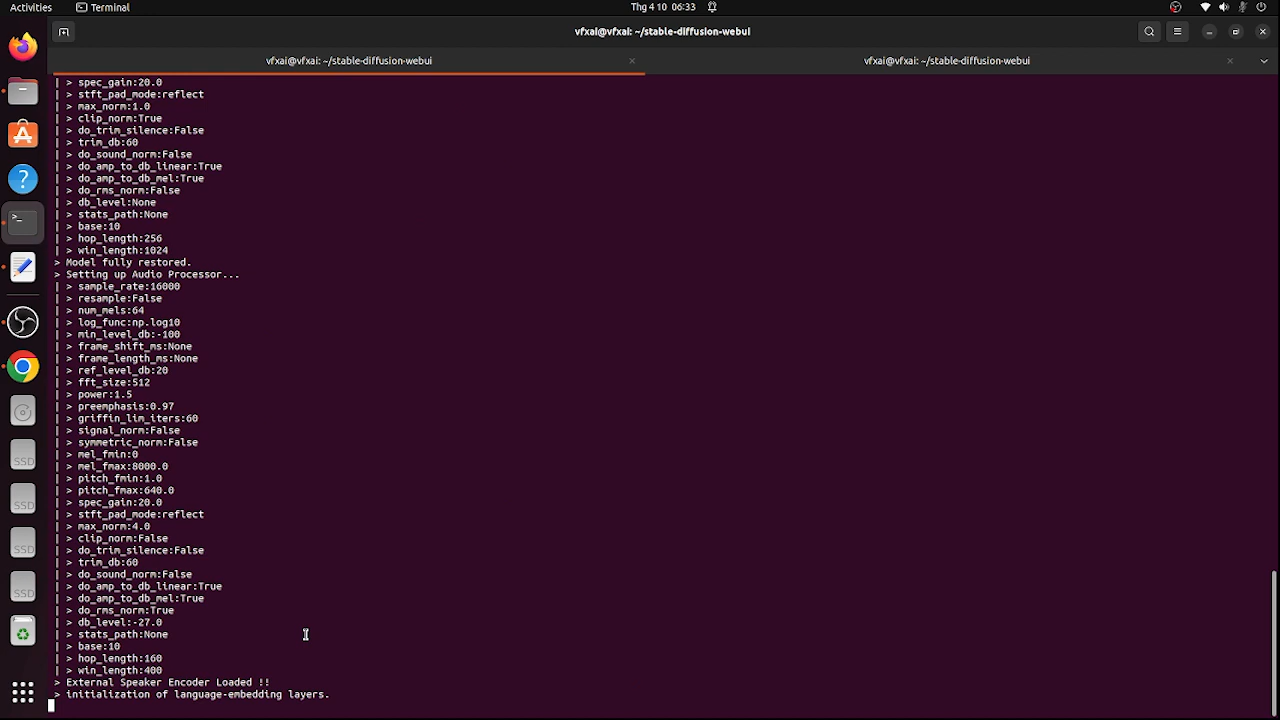 Activities
Terminal
Thg 4 10 06:33
vfxai@vfxai: ~/stable-diffusion-webui
vfxai@vfxai: ~/stable-diffusion-webui
vfxai@vfxai: ~/stable-diffusion-webui
| > spec_gain:20.0
| > stft_pad_mode:reflect
| > max_norm:1.0
| > clip_norm:True
| > do_trim_silence:False
| > trim_db:60
| > do_sound_norm:False
| > do_amp_to_db_linear:True
| > do_amp_to_db_mel:True
| > do_rms_norm:False
| > db_level:None
| > stats_path:None
| > base:10
| > hop_length:256
| > win_length:1024
> Model fully restored.
> Setting up Audio Processor...
| > sample_rate:16000
| > resample:False
| > num_mels:64
| > log_func:np.log10
| > min_level_db:-100
| > frame_shift_ms:None
| > frame_length_ms:None
| > ref_level_db:20
| > fft_size:512
| > power:1.5
| > preemphasis:0.97
| > griffin_lim_iters:60
| > signal_norm:False
| > symmetric_norm:False
| > mel_fmin:0
| > mel_fmax:8000.0
| > pitch_fmin:1.0
| > pitch_fmax:640.0
| > spec_gain:20.0
| > stft_pad_mode:reflect
| > max_norm:4.0
| > clip_norm:False
| > do_trim_silence:False
| > trim_db:60
| > do_sound_norm:False
| > do_amp_to_db_linear:True
| > do_amp_to_db_mel:True
| > do_rms_norm:True
| > db_level:-27.0
| > stats_path:None
| > base:10
| > hop_length:160
| > win_length:400
> External Speaker Encoder Loaded !!
> initialization of language-embedding layers.
SSD
SSD
SSD
SSD